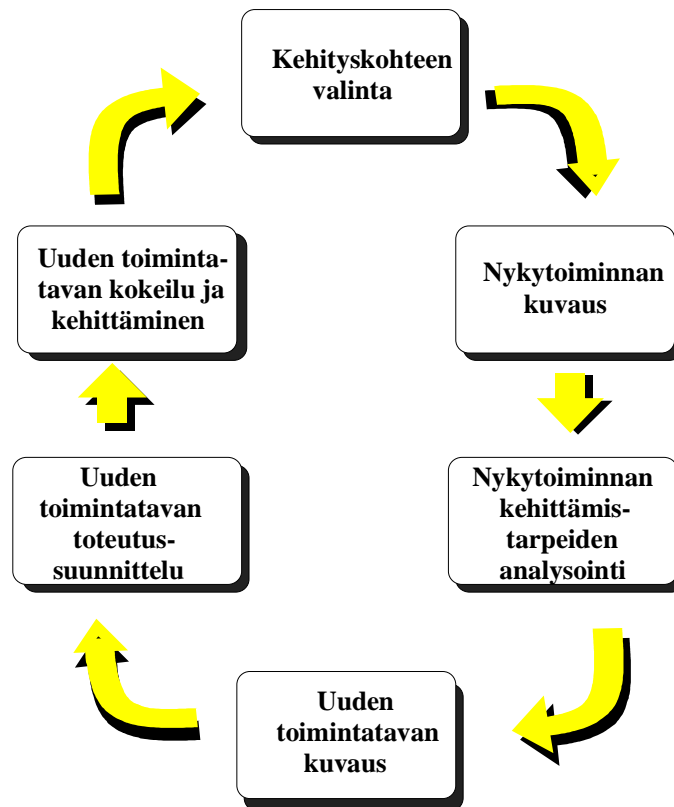 Kehityskohteen
valinta
Nykytoiminnan
kuvaus
Nykytoiminnan
kehittämis-
tarpeiden
analysointi
Uuden
toimintatavan
kuvaus
Uuden
toimintatavan
toteutus-
suunnittelu
Uuden toiminta-
tavan kokeilu ja
kehittäminen